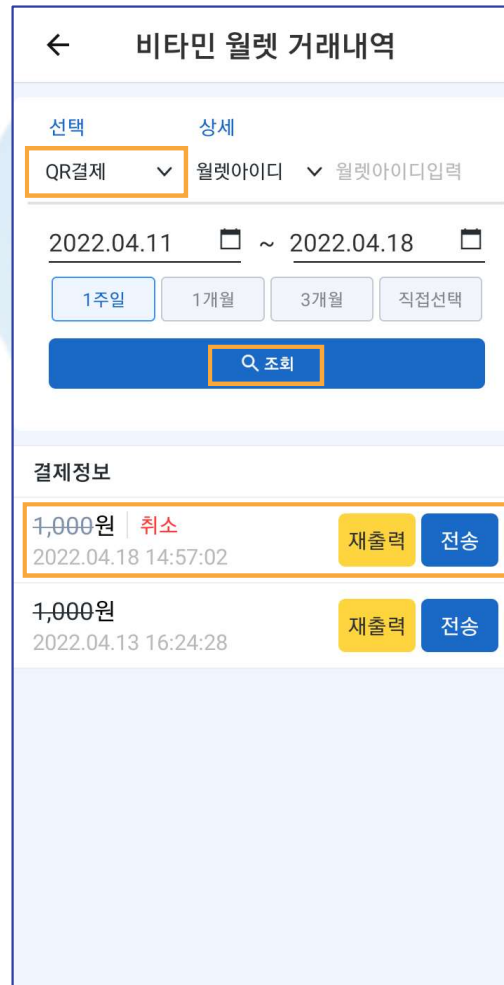 비타민 월렛 거래내역
선택 상세
QR결제 월렛아이디 월렛아이디입력
2022.04.11 ~ 2022.04.18
1주일 1개월 3개월 직접선택
조회
결제정보
1,000원 취소 재출력 전송
2022.04.18 14:57:02
1,000원 재출력 전송
2022.04.13 16:24:28